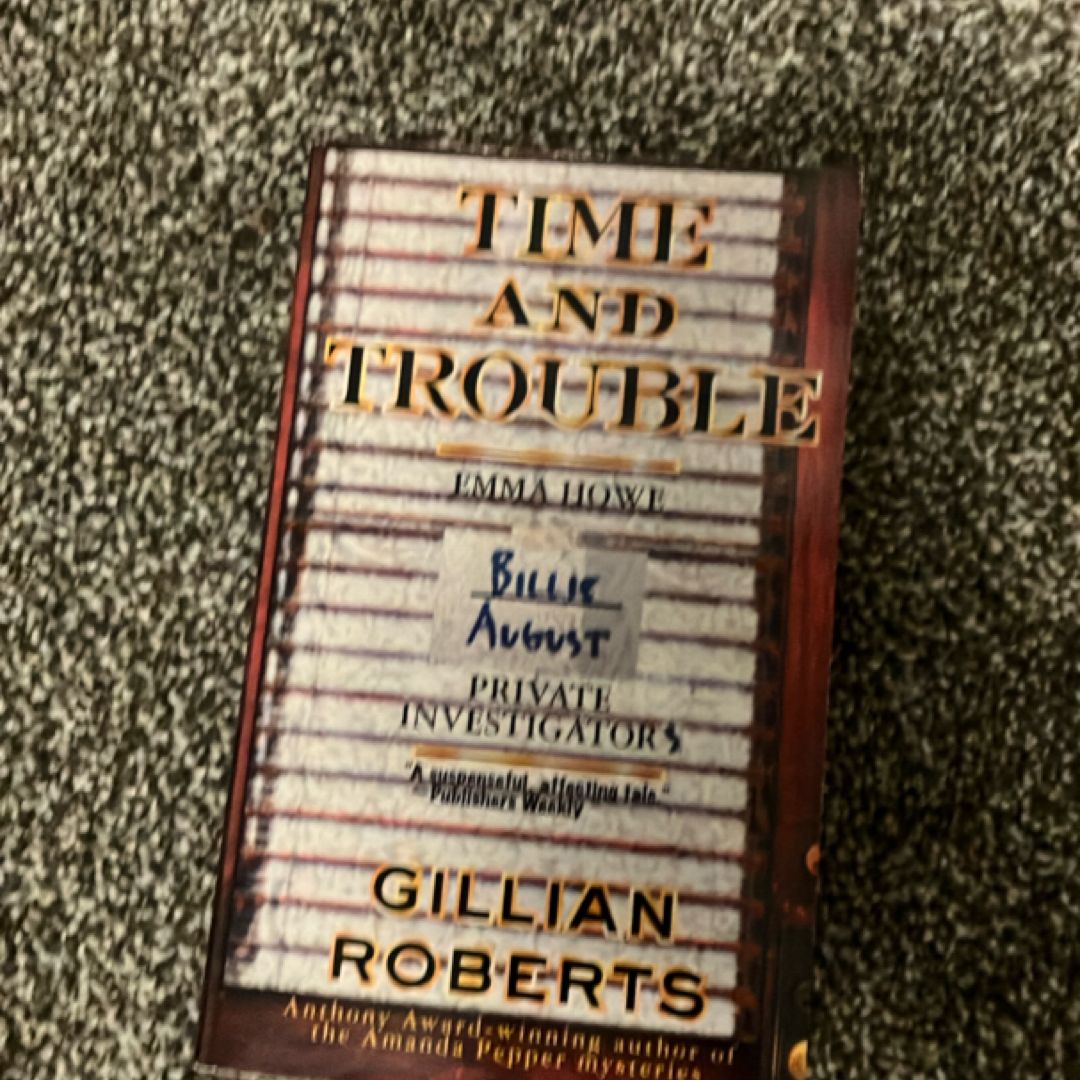 TIME
AND
TROUBLE
EMMA HOWE
BILLIE
AUGUST
PRIVATE
INVESTIGATORS
"A suspenseful, affecting tale."
Publishers Weekly
GILLIAN
ROBERTS
Anthony Award-winning author of
the Amanda Pepper mysteries